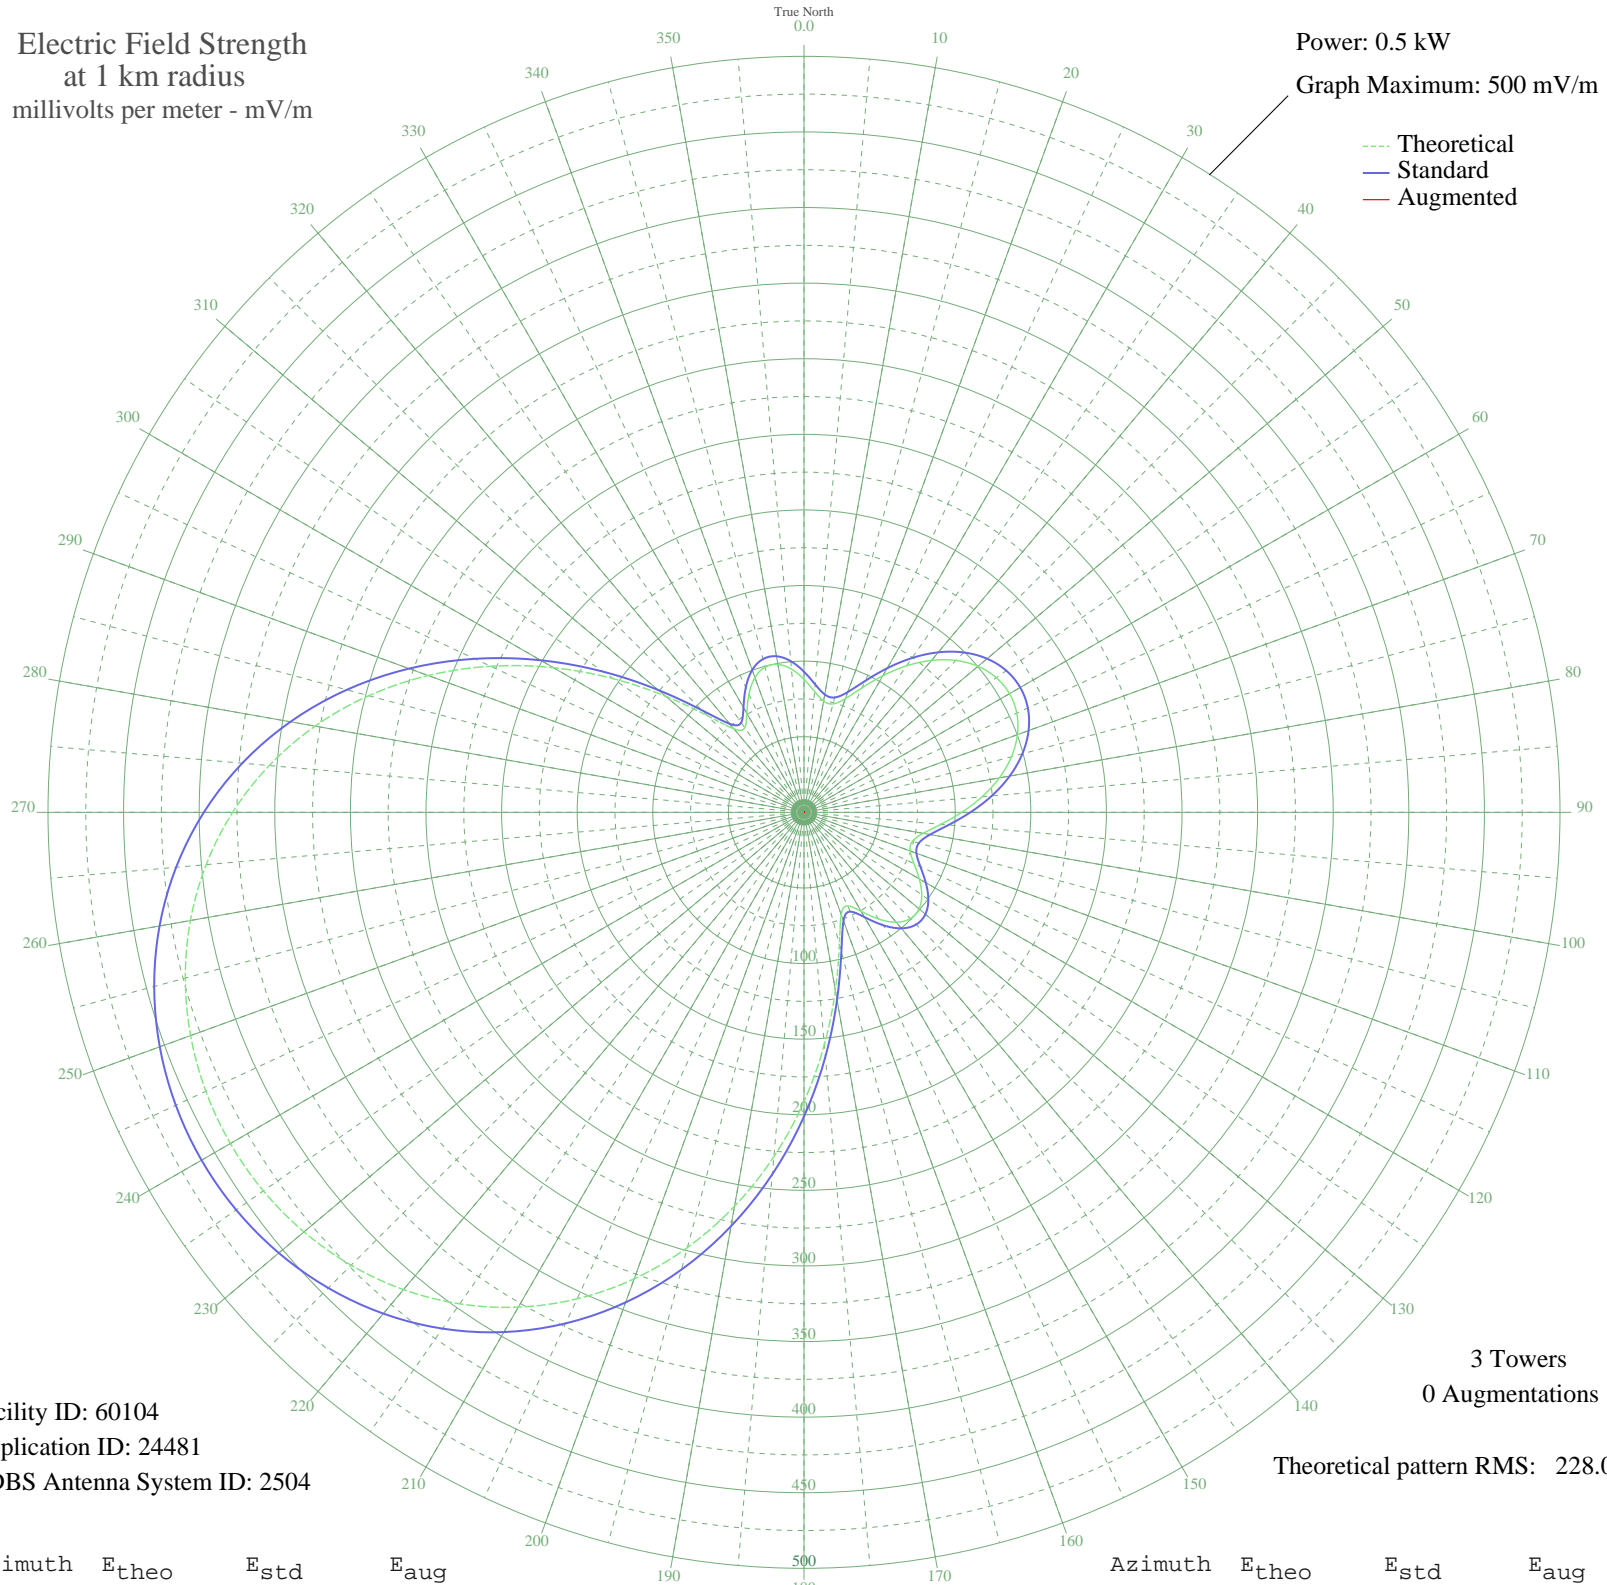 True North
Electric Field Strength
at 1 km radius
millivolts per meter - mV/m
Power: 0.5 kW
Graph Maximum: 500 mV/m
Theoretical
Standard
Augmented
0.0
10
20
30
40
50
60
70
80
90
100
110
120
130
140
150
160
170
190
200
210
220
230
240
250
260
270
280
290
300
310
320
330
340
350
100
150
200
250
300
350
400
450
500
3 Towers
0 Augmentations
Theoretical pattern RMS: 228.0
cility ID: 60104
plication ID: 24481
DBS Antenna System ID: 2504
imuth Etheo Estd Eaug
Azimuth Etheo Estd Eaug